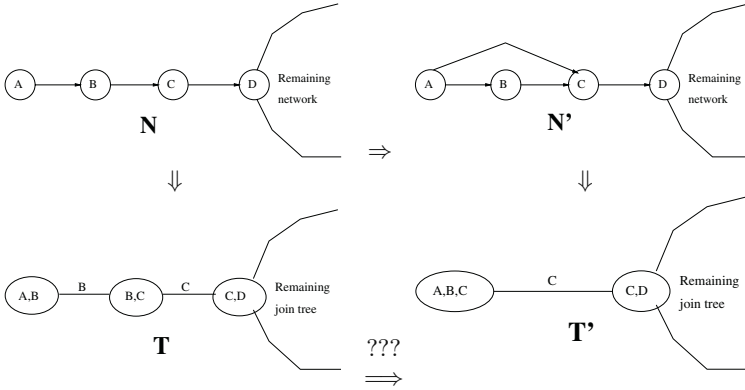 A B C D Remaining network
N
A B C D Remaining network
N'
⇒
⇓ ⇓
A,B B B,C C C,D Remaining join tree
T
A,B,C C C,D Remaining join tree
T'
???
⟹